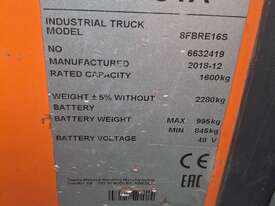 INDUSTRIAL TRUCK
MODEL 8FBRE16S
NO 6632419
MANUFACTURED 2018-12
RATED CAPACITY 1600kg
WEIGHT ± 5% WITHOUT 2280kg
BATTERY
BATTERY WEIGHT MAX 995kg
MIN 845kg
BATTERY VOLTAGE 48 V
CE EAC